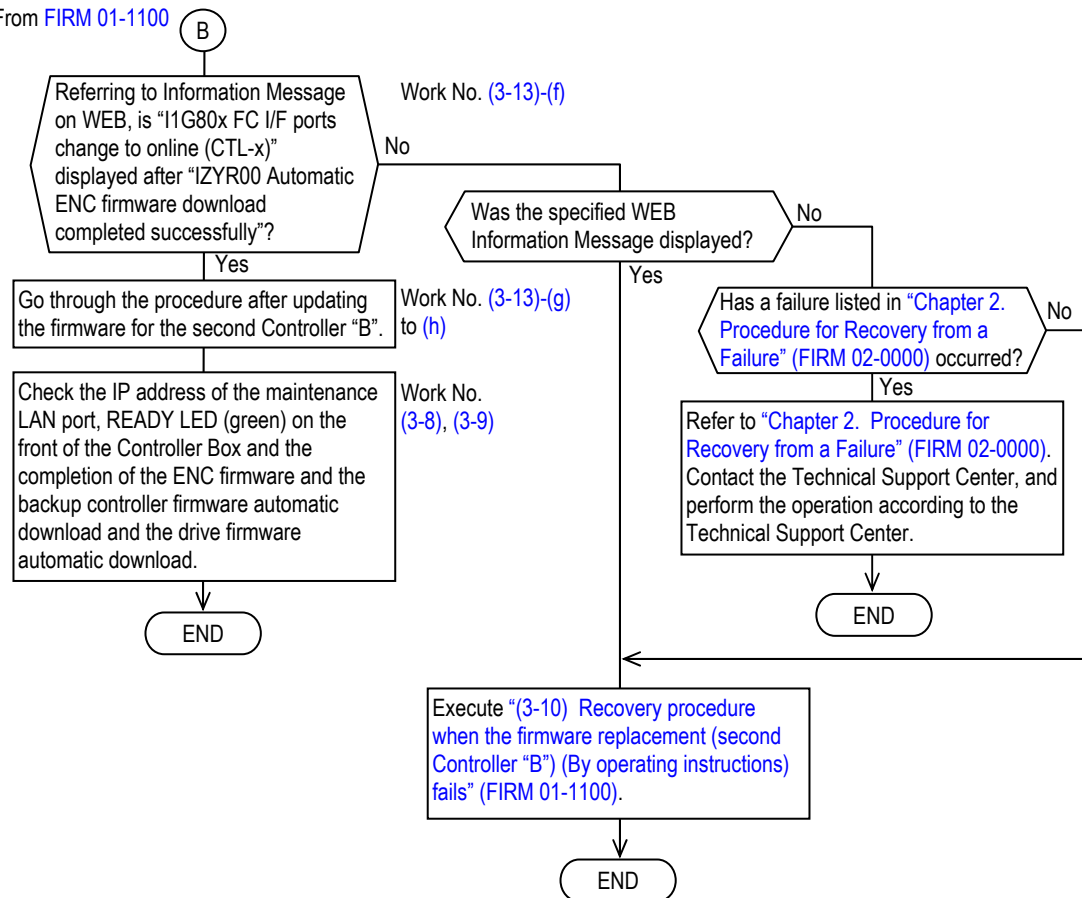 From FIRM 01-1100
B
Referring to Information Message
on WEB, is “I1G80x FC I/F ports
change to online (CTL-x)”
displayed after “IZYR00 Automatic
ENC firmware download
completed successfully”?
Work No. (3-13)-(f)
No
Yes
Was the specified WEB
Information Message displayed?
No
Yes
Go through the procedure after updating
the firmware for the second Controller “B”.
Work No. (3-13)-(g)
to (h)
Has a failure listed in “Chapter 2.
Procedure for Recovery from a
Failure” (FIRM 02-0000) occurred?
No
Yes
Check the IP address of the maintenance
LAN port, READY LED (green) on the
front of the Controller Box and the
completion of the ENC firmware and the
backup controller firmware automatic
download and the drive firmware
automatic download.
Work No.
(3-8), (3-9)
Refer to “Chapter 2.  Procedure for
Recovery from a Failure” (FIRM 02-0000).
Contact the Technical Support Center, and
perform the operation according to the
Technical Support Center.
END
END
Execute “(3-10)  Recovery procedure
when the firmware replacement (second
Controller “B”) (By operating instructions)
fails” (FIRM 01-1100).
END